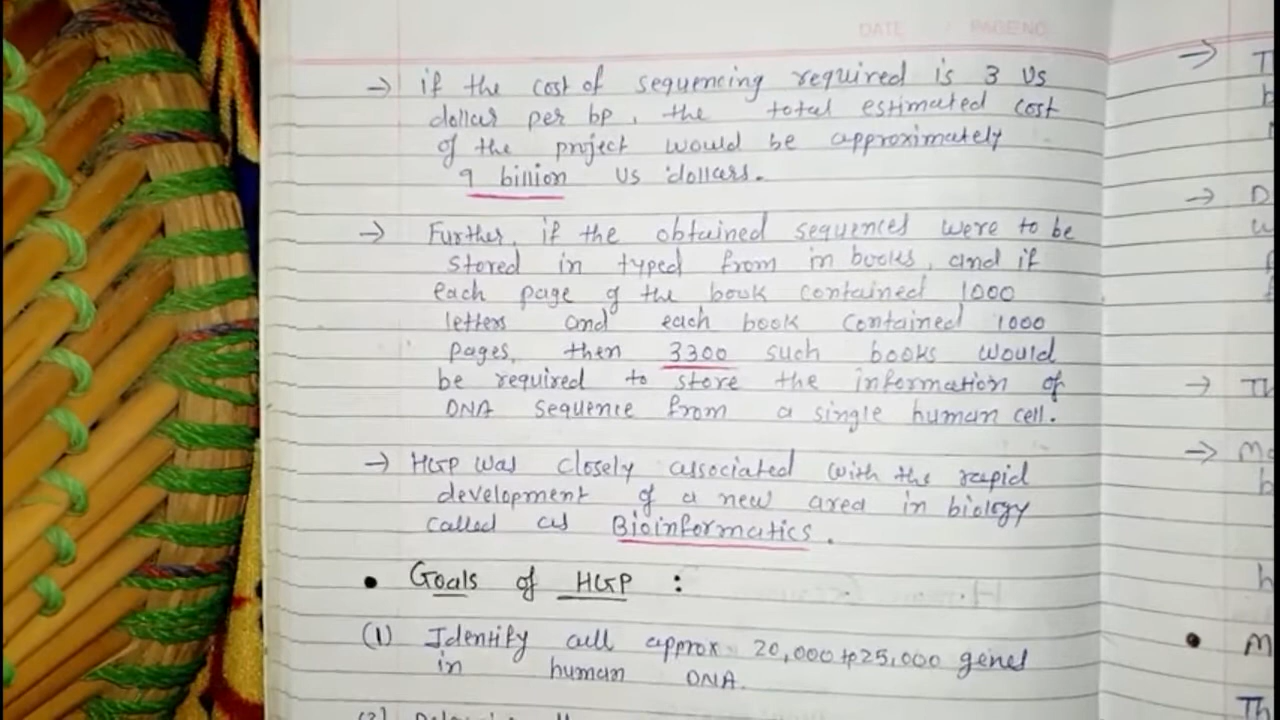 DATE / PAGE NO.
→ if the cost of sequencing required is 3 US
dollar per bp, the total estimated cost
of the project would be approximately
9 billion US dollars.
→ Further, if the obtained sequences were to be
stored in typed from in books, and if
each page of the book contained 1000
letters and each book contained 1000
pages, then 3300 such books would
be required to store the information of
DNA sequence from a single human cell.
→ HGP was closely associated with the rapid
development of a new area in biology
called as Bioinformatics.
• Goals of HGP :
(1) Identify all approx 20,000 to 25,000 genes
in human DNA.